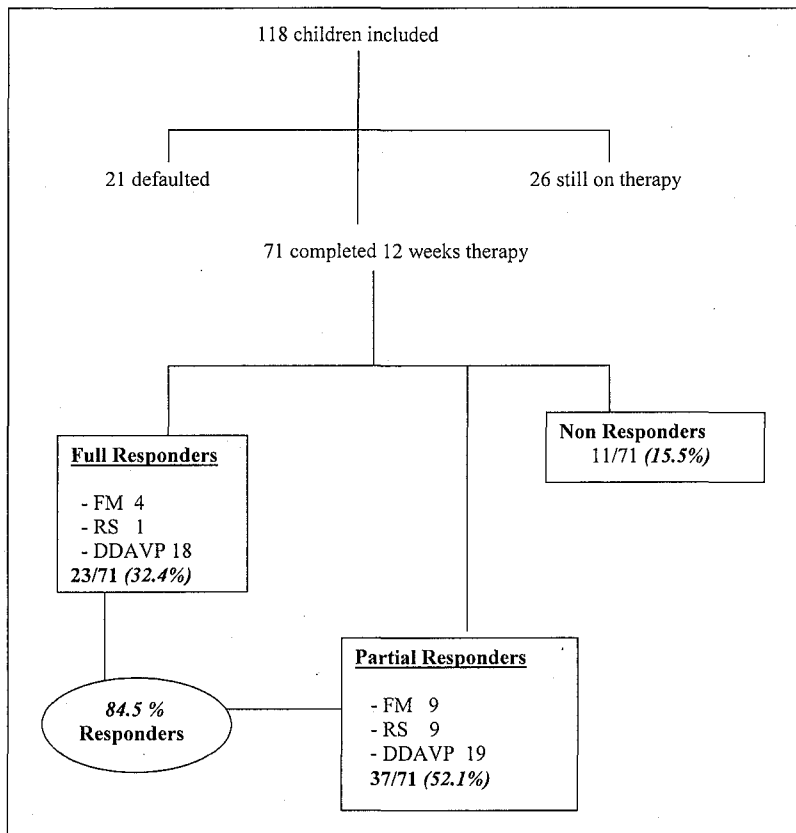 118 children included
21 defaulted
26 still on therapy
71 completed 12 weeks therapy
Full Responders
- FM 4
- RS 1
- DDAVP 18
23/71 (32.4%)
Non Responders
11/71 (15.5%)
84.5 %
Responders
Partial Responders
- FM 9
- RS 9
- DDAVP 19
37/71 (52.1%)